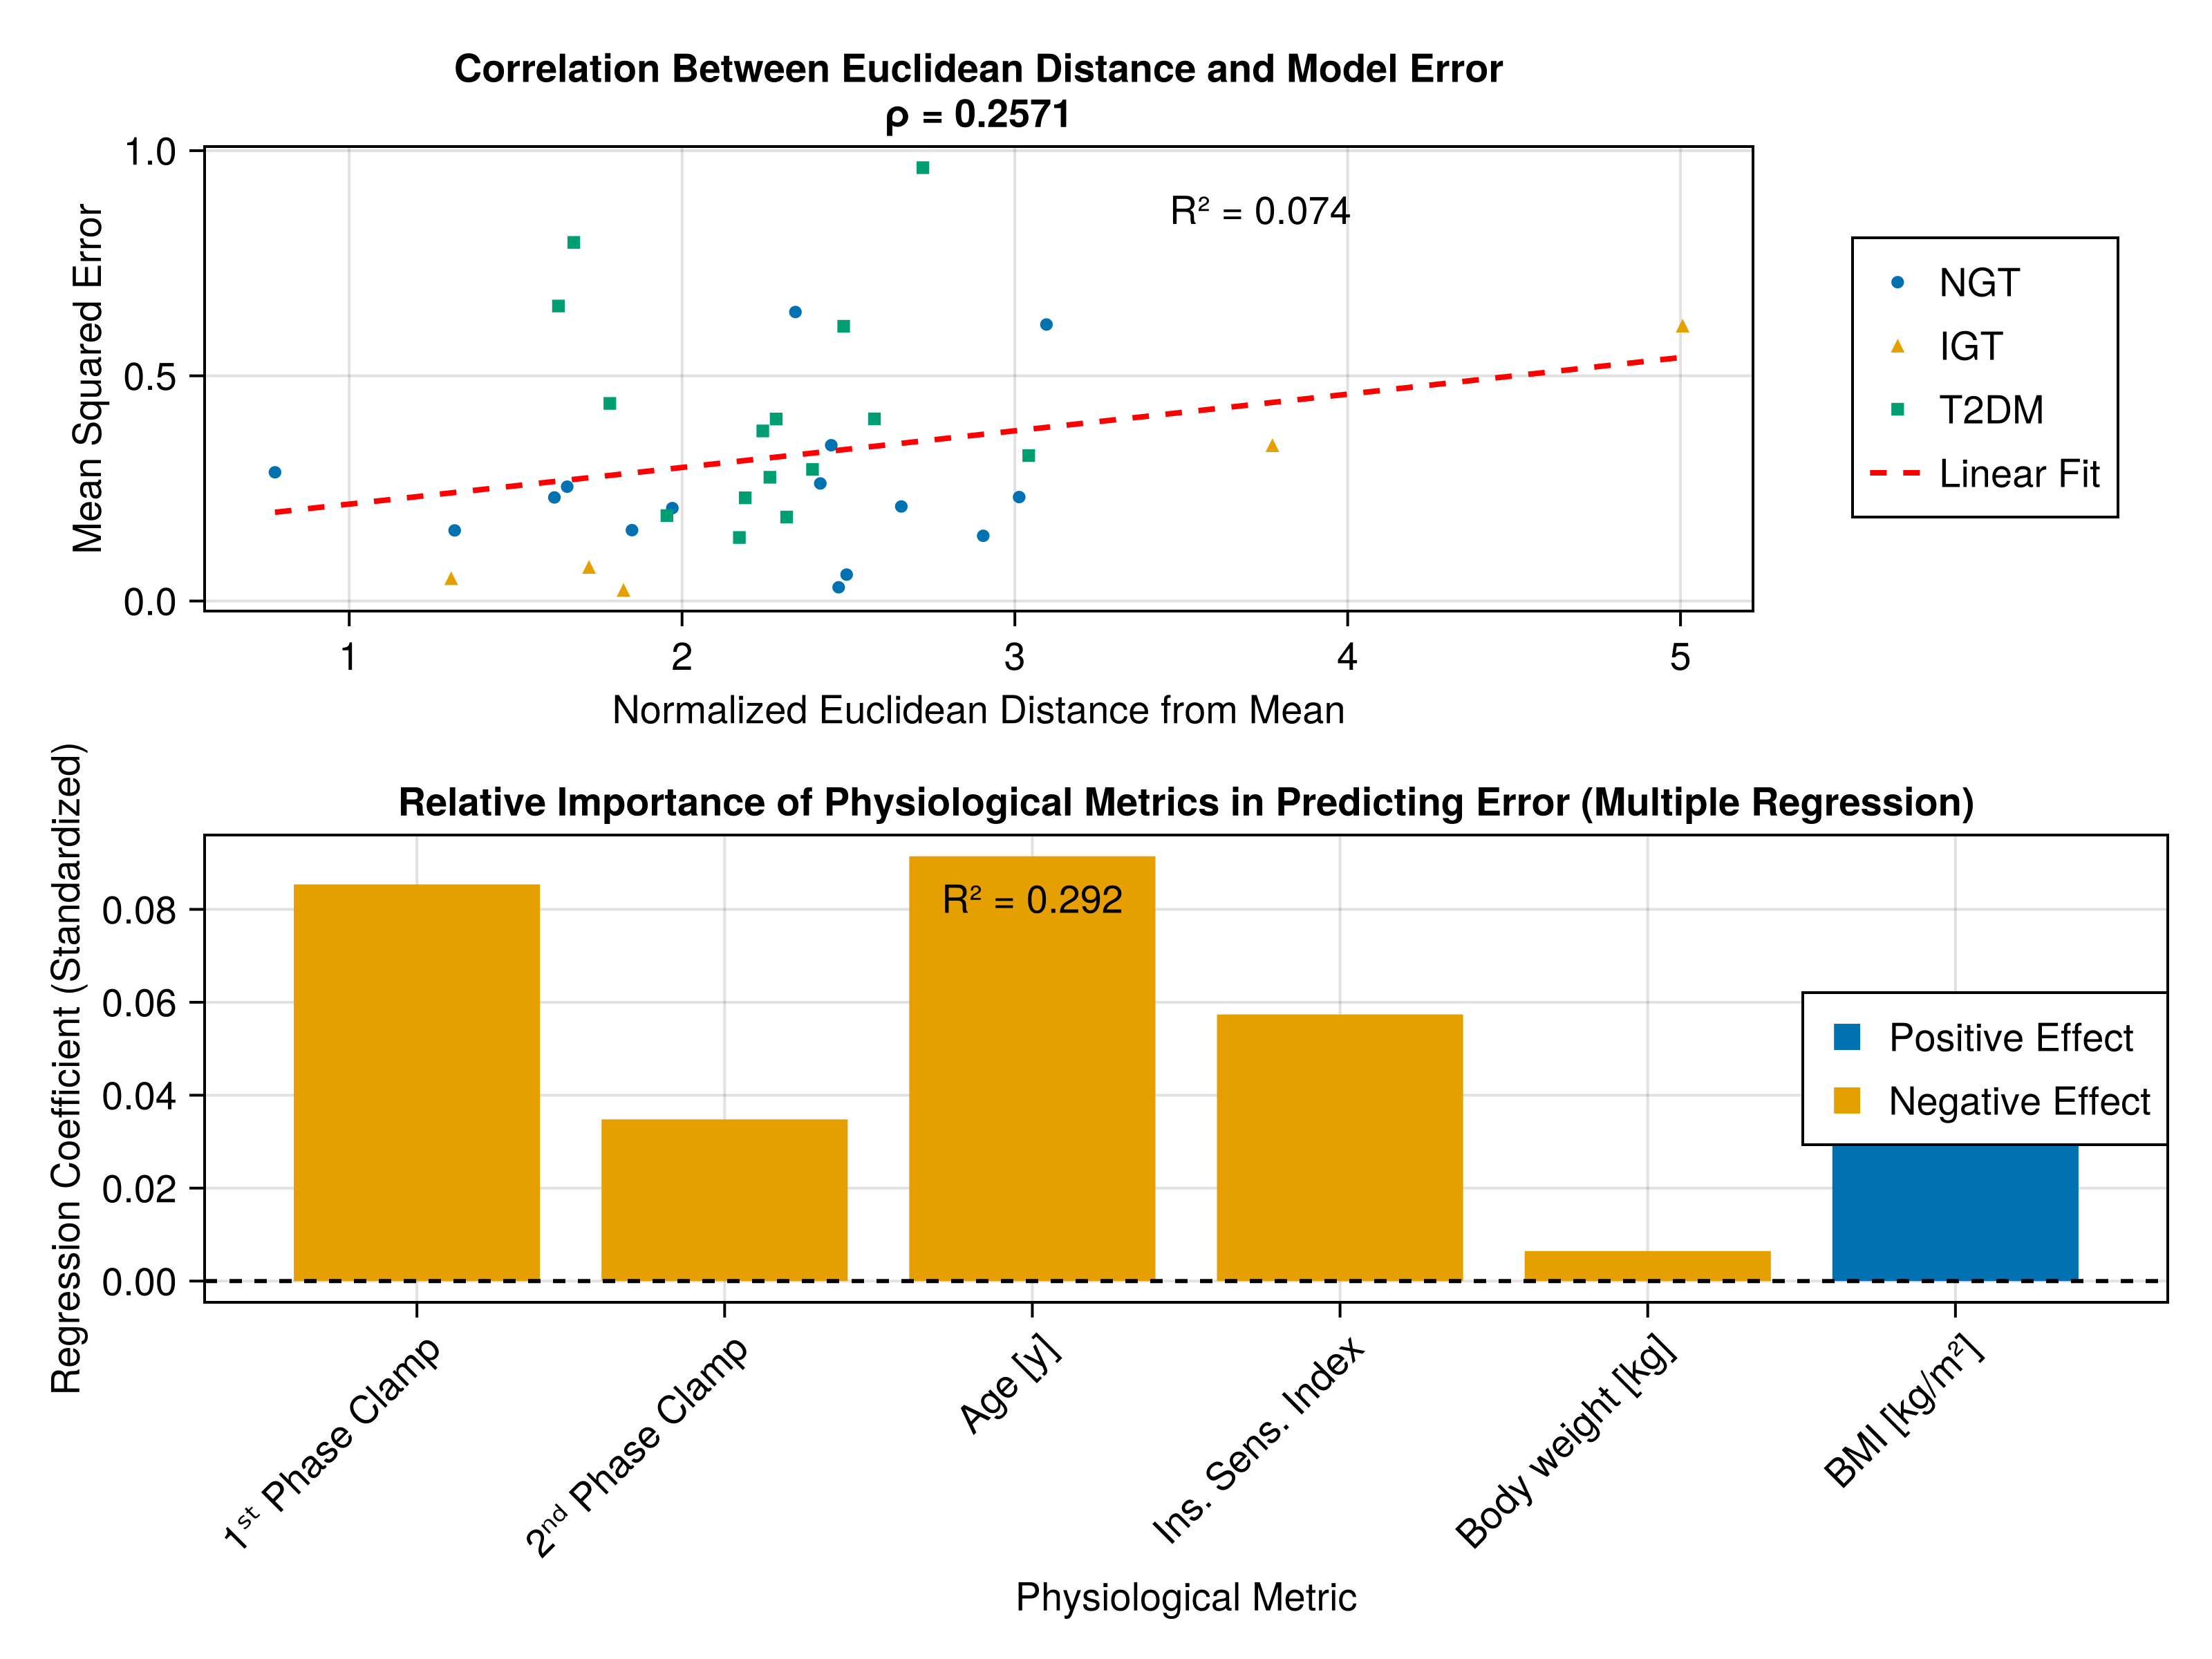 Correlation Between Euclidean Distance and Model Error
ρ = 0.2571
1.0
0.5
0.0
Mean Squared Error
R² = 0.074
1 2 3 4 5
Normalized Euclidean Distance from Mean
NGT
IGT
T2DM
Linear Fit
Relative Importance of Physiological Metrics in Predicting Error (Multiple Regression)
Regression Coefficient (Standardized)
0.08
0.06
0.04
0.02
0.00
R² = 0.292
Positive Effect
Negative Effect
1ˢᵗ Phase Clamp
2ⁿᵈ Phase Clamp
Age [y]
Ins. Sens. Index
Body weight [kg]
BMI [kg/m²]
Physiological Metric